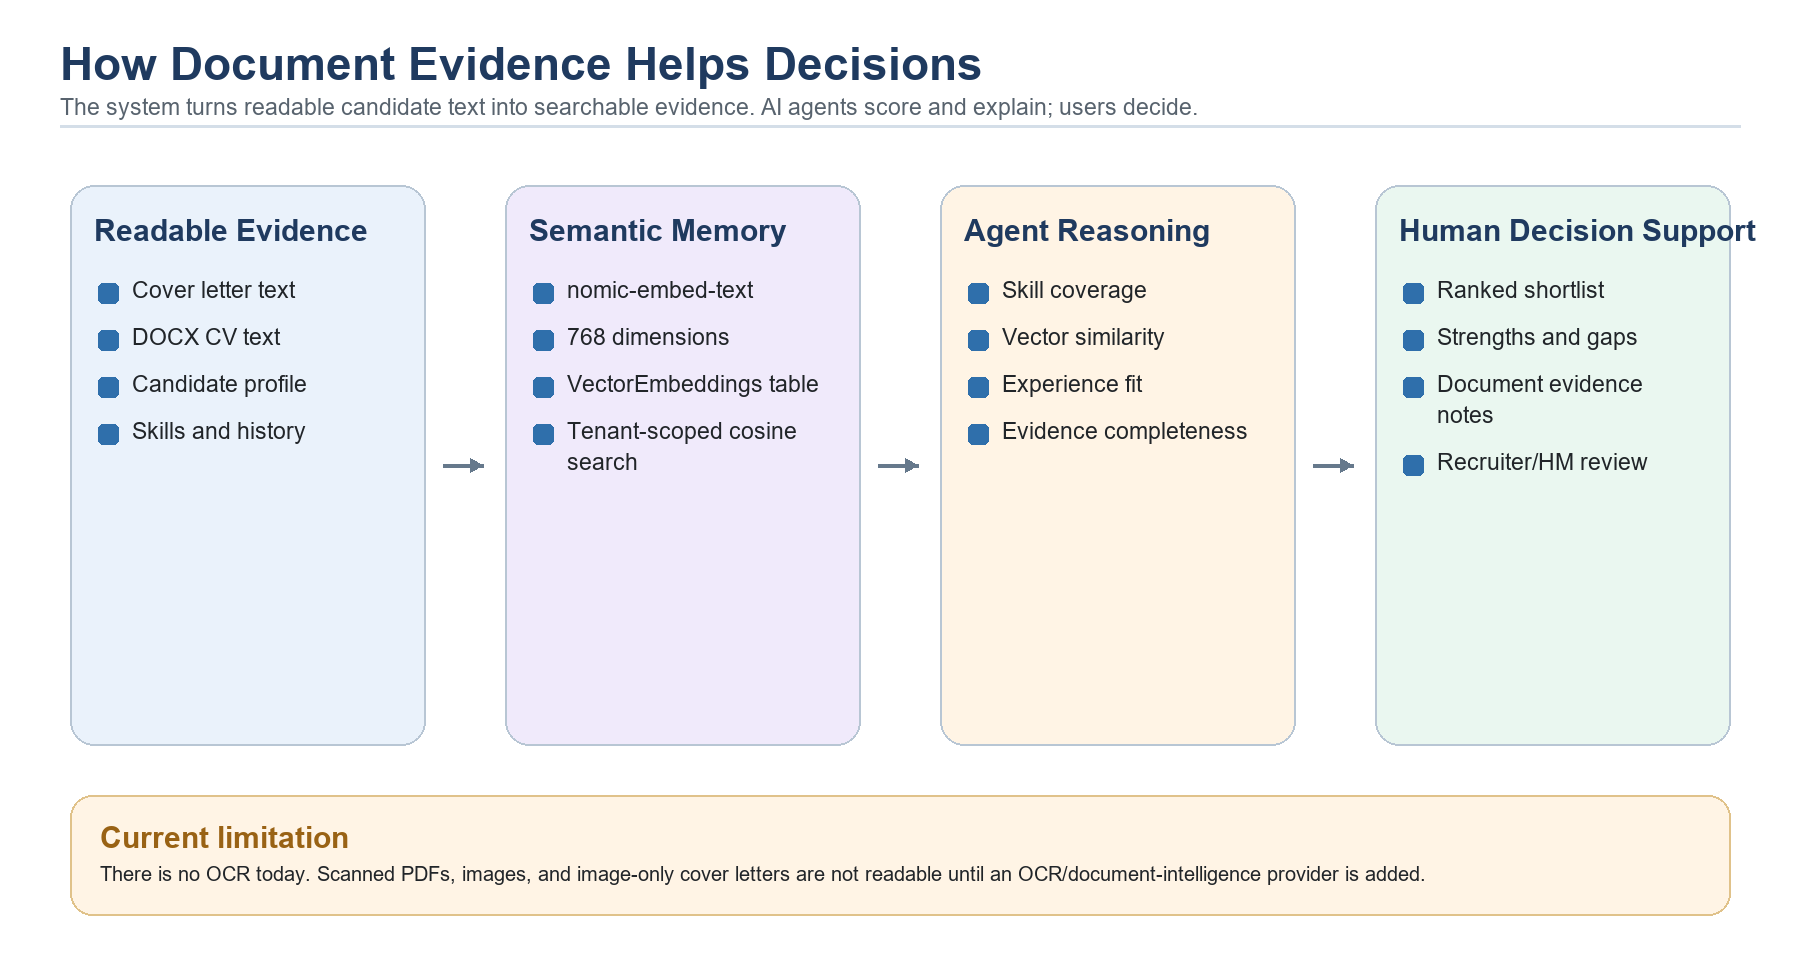 How Document Evidence Helps Decisions
The system turns readable candidate text into searchable evidence. AI agents score and explain; users decide.
Readable Evidence
Cover letter text
DOCX CV text
Candidate profile
Skills and history
Semantic Memory
nomic-embed-text
768 dimensions
VectorEmbeddings table
Tenant-scoped cosine
search
Agent Reasoning
Skill coverage
Vector similarity
Experience fit
Evidence completeness
Human Decision Support
Ranked shortlist
Strengths and gaps
Document evidence
notes
Recruiter/HM review
Current limitation
There is no OCR today. Scanned PDFs, images, and image-only cover letters are not readable until an OCR/document-intelligence provider is added.